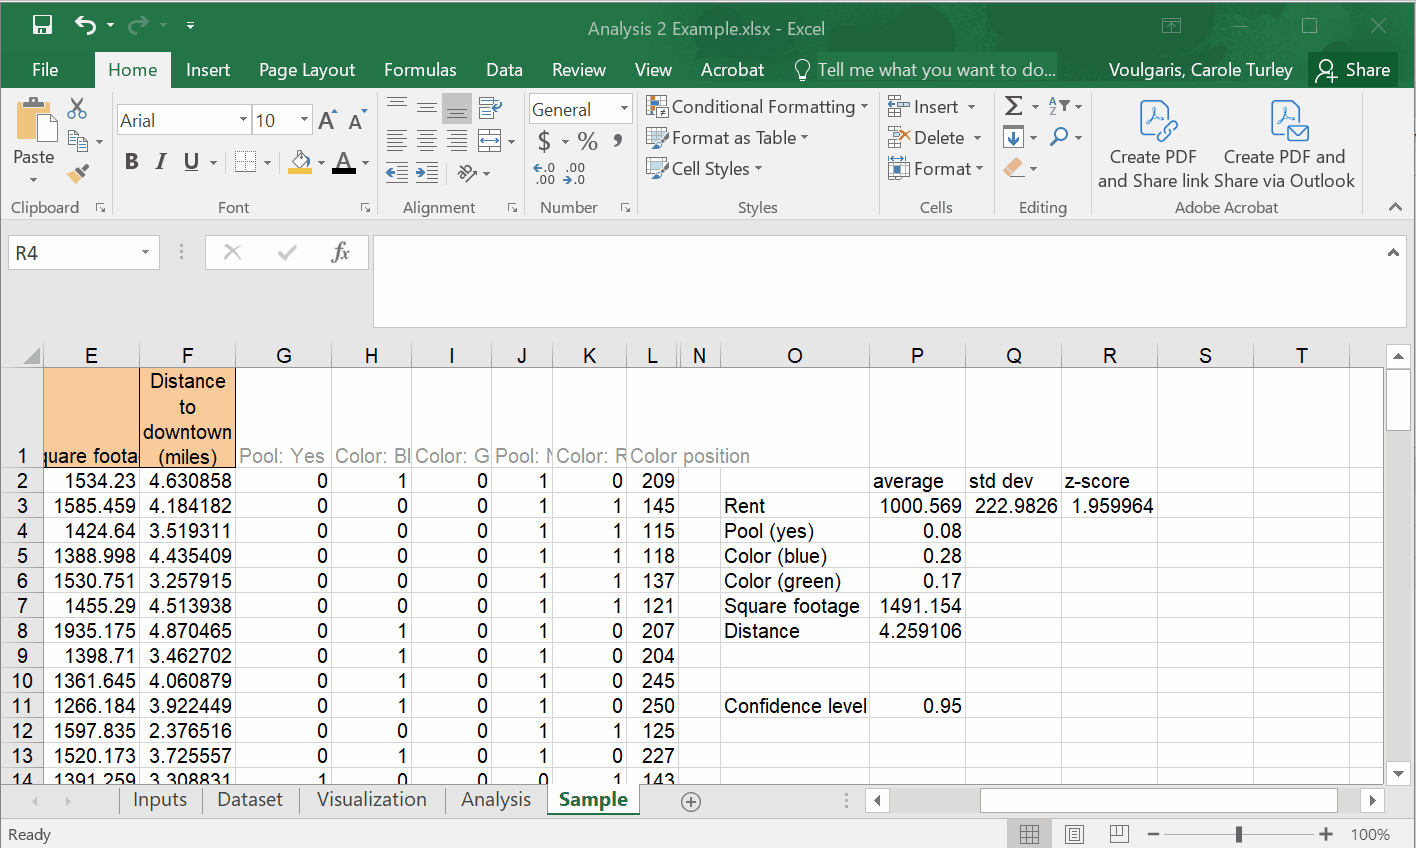 Analysis 2 Example.xlsx - Excel
File Home Insert Page Layout Formulas Data Review View Acrobat Tell me what you want to do... Voulgaris, Carole Turley Share
Paste
Clipboard
Arial 10
B I U
Font
Alignment
General
$ % ,
Number
Conditional Formatting
Format as Table
Cell Styles
Styles
Insert
Delete
Format
Cells
Editing
Create PDF
and Share link
Create PDF and
Share via Outlook
Adobe Acrobat
R4 fx
E F G H I J K L N O P Q R S T
1 quare foota Distance
to
downtown
(miles) Pool: Yes Color: Bl Color: G Pool: N Color: R Color position
2 1534.23 4.630858 0 1 0 1 0 209 average std dev z-score
3 1585.459 4.184182 0 0 0 1 1 145 Rent 1000.569 222.9826 1.959964
4 1424.64 3.519311 0 0 0 1 1 115 Pool (yes) 0.08
5 1388.998 4.435409 0 0 0 1 1 118 Color (blue) 0.28
6 1530.751 3.257915 0 0 0 1 1 137 Color (green) 0.17
7 1455.29 4.513938 0 0 0 1 1 121 Square footage 1491.154
8 1935.175 4.870465 0 1 0 1 0 207 Distance 4.259106
9 1398.71 3.462702 0 1 0 1 0 204
10 1361.645 4.060879 0 1 0 1 0 245
11 1266.184 3.922449 0 1 0 1 0 250 Confidence level 0.95
12 1597.835 2.376516 0 0 0 1 1 125
13 1520.173 3.725557 0 1 0 1 0 227
14 1391.259 3.308831 1 0 0 0 1 143
Inputs Dataset Visualization Analysis Sample
Ready 100%